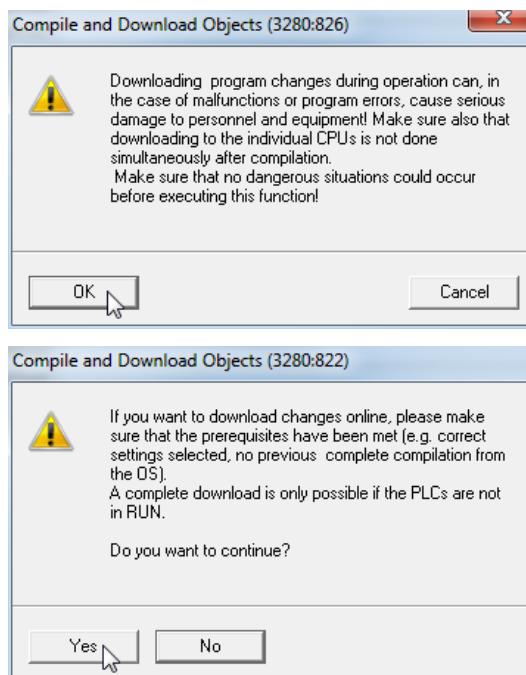 Compile and Download Objects (3280:826)
Downloading  program changes during operation can, in
the case of malfunctions or program errors, cause serious
damage to personnel and equipment! Make sure also that
downloading to the individual CPUs is not done
simultaneously after compilation.
 Make sure that no dangerous situations could occur
before executing this function!
OK
Cancel
Compile and Download Objects (3280:822)
If you want to download changes online, please make
sure that the prerequisites have been met (e.g. correct
settings selected, no previous  complete compilation from
the OS).
A complete download is only possible if the PLCs are not
in RUN.
Do you want to continue?
Yes
No